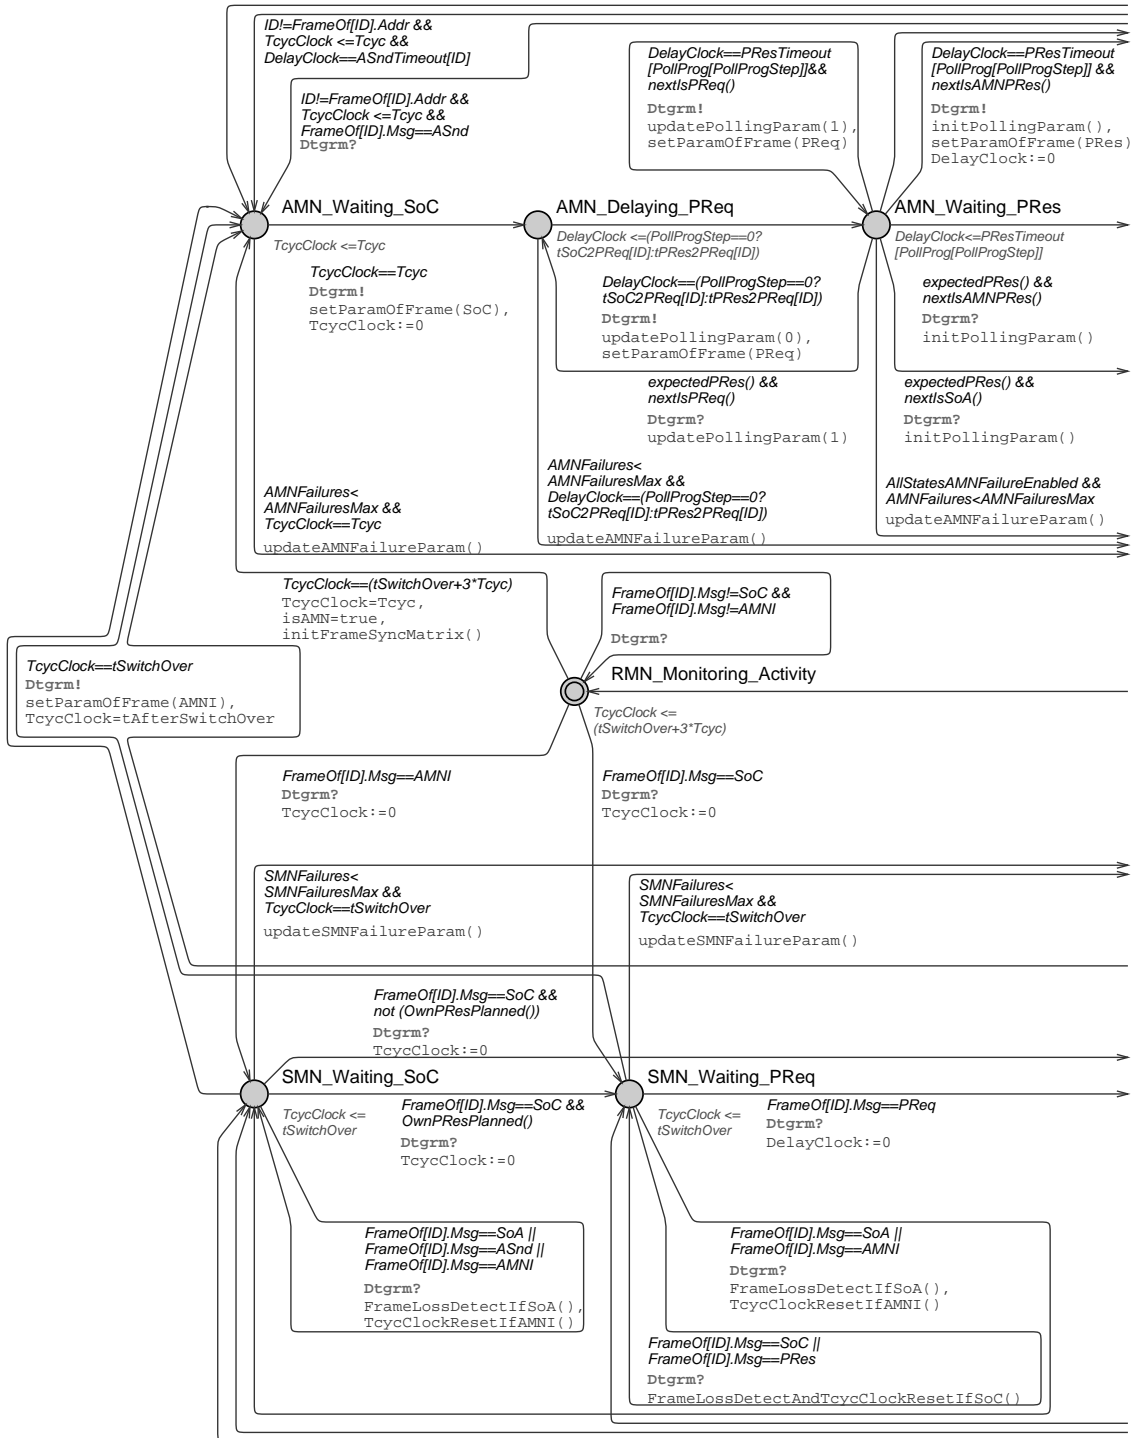 ID!=FrameOf[ID].Addr &&
TcycClock <=Tcyc &&
DelayClock==ASndTimeout[ID]
ID!=FrameOf[ID].Addr &&
TcycClock <=Tcyc &&
FrameOf[ID].Msg==ASnd
Dtgrm?
DelayClock==PResTimeout
[PollProg[PollProgStep]]&&
nextIsPReq()
Dtgrm!
updatePollingParam(1),
setParamOfFrame(PReq)
DelayClock==PResTimeout
[PollProg[PollProgStep]] &&
nextIsAMNPRes()
Dtgrm!
initPollingParam(),
setParamOfFrame(PRes)
DelayClock:=0
AMN_Waiting_SoC
TcycClock <=Tcyc
AMN_Delaying_PReq
DelayClock <=(PollProgStep==0?
tSoC2PReq[ID]:tPRes2PReq[ID])
AMN_Waiting_PRes
DelayClock<=PResTimeout
[PollProg[PollProgStep]]
TcycClock==Tcyc
Dtgrm!
setParamOfFrame(SoC),
TcycClock:=0
DelayClock==(PollProgStep==0?
tSoC2PReq[ID]:tPRes2PReq[ID])
Dtgrm!
updatePollingParam(0),
setParamOfFrame(PReq)
expectedPRes() &&
nextIsAMNPRes()
Dtgrm?
initPollingParam()
expectedPRes() &&
nextIsPReq()
Dtgrm?
updatePollingParam(1)
expectedPRes() &&
nextIsSoA()
Dtgrm?
initPollingParam()
AMNFailures<
AMNFailuresMax &&
TcycClock==Tcyc
updateAMNFailureParam()
AMNFailures<
AMNFailuresMax &&
DelayClock==(PollProgStep==0?
tSoC2PReq[ID]:tPRes2PReq[ID])
updateAMNFailureParam()
AllStatesAMNFailureEnabled &&
AMNFailures<AMNFailuresMax
updateAMNFailureParam()
TcycClock==(tSwitchOver+3*Tcyc)
TcycClock=Tcyc,
isAMN=true,
initFrameSyncMatrix()
FrameOf[ID].Msg!=SoC &&
FrameOf[ID].Msg!=AMNI
Dtgrm?
TcycClock==tSwitchOver
Dtgrm!
setParamOfFrame(AMNI),
TcycClock=tAfterSwitchOver
RMN_Monitoring_Activity
TcycClock <=
(tSwitchOver+3*Tcyc)
FrameOf[ID].Msg==AMNI
Dtgrm?
TcycClock:=0
FrameOf[ID].Msg==SoC
Dtgrm?
TcycClock:=0
SMNFailures<
SMNFailuresMax &&
TcycClock==tSwitchOver
updateSMNFailureParam()
SMNFailures<
SMNFailuresMax &&
TcycClock==tSwitchOver
updateSMNFailureParam()
FrameOf[ID].Msg==SoC &&
not (OwnPResPlanned())
Dtgrm?
TcycClock:=0
SMN_Waiting_SoC
TcycClock <=
tSwitchOver
FrameOf[ID].Msg==SoC &&
OwnPResPlanned()
Dtgrm?
TcycClock:=0
SMN_Waiting_PReq
TcycClock <=
tSwitchOver
FrameOf[ID].Msg==PReq
Dtgrm?
DelayClock:=0
FrameOf[ID].Msg==SoA ||
FrameOf[ID].Msg==ASnd ||
FrameOf[ID].Msg==AMNI
Dtgrm?
FrameLossDetectIfSoA(),
TcycClockResetIfAMNI()
FrameOf[ID].Msg==SoA ||
FrameOf[ID].Msg==AMNI
Dtgrm?
FrameLossDetectIfSoA(),
TcycClockResetIfAMNI()
FrameOf[ID].Msg==SoC ||
FrameOf[ID].Msg==PRes
Dtgrm?
FrameLossDetectAndTcycClockResetIfSoC()